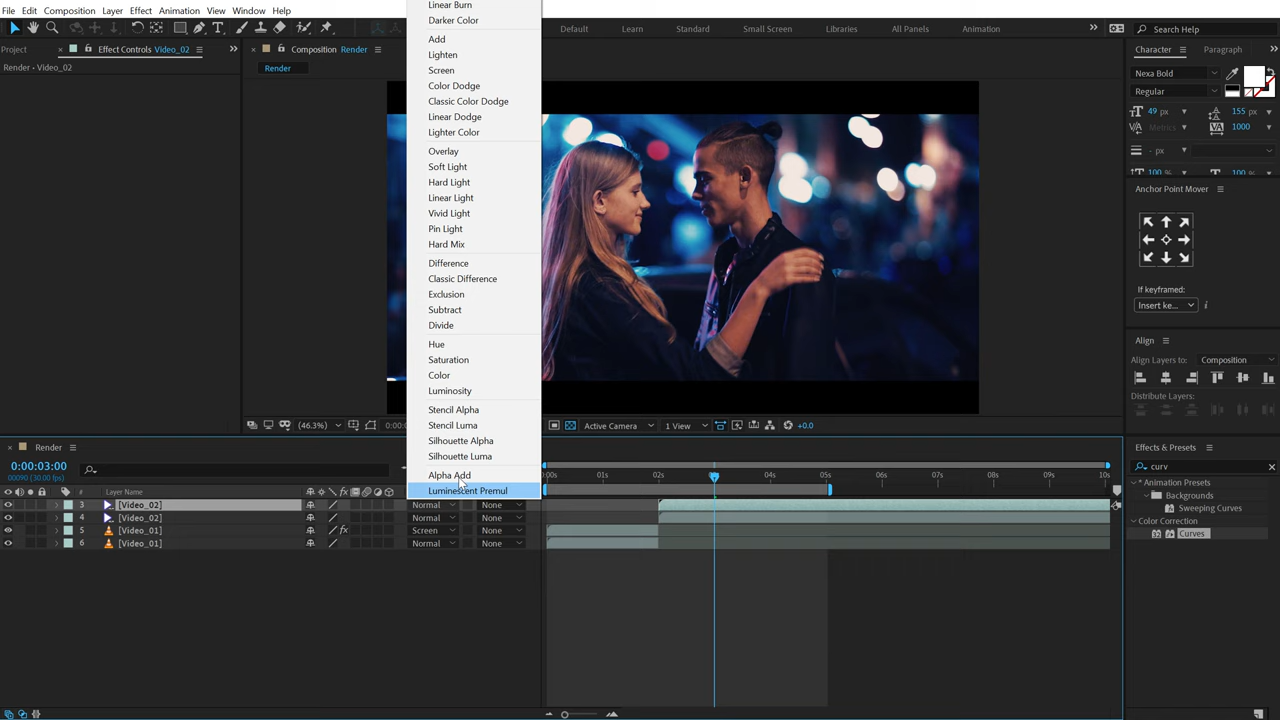 File Edit Composition Layer Effect Animation View Window Help
Default Learn Standard Small Screen Libraries All Panels Search Help
Project Effect Controls Video_02 Composition Render Character Paragraph
Render • Video_02 Render
Nexa Bold
Regular
49 px 155 px
Metrics 1000
- px
100 % 100 %
Anchor Point Mover
If keyframed:
Insert ke...
Align
Align Layers to: Composition
Distribute Layers:
Linear Burn
Darker Color
Add
Lighten
Screen
Color Dodge
Classic Color Dodge
Linear Dodge
Lighter Color
Overlay
Soft Light
Hard Light
Linear Light
Vivid Light
Pin Light
Hard Mix
Difference
Classic Difference
Exclusion
Subtract
Divide
Hue
Saturation
Color
Luminosity
Stencil Alpha
Stencil Luma
Silhouette Alpha
Silhouette Luma
Alpha Add
Luminescent Premul
(46.3%) Active Camera 1 View +0.0
Render
0:00:03:00
00090 (30.00 fps)
:00s 01s 02s 03s 04s 05s 06s 07s 08s 09s 10s
# Layer Name
3 [Video_02] Normal None
4 [Video_02] Normal None
5 [Video_01] Screen None
6 [Video_01] Normal None
Effects & Presets
curv
* Animation Presets
Backgrounds
Sweeping Curves
Color Correction
Curves